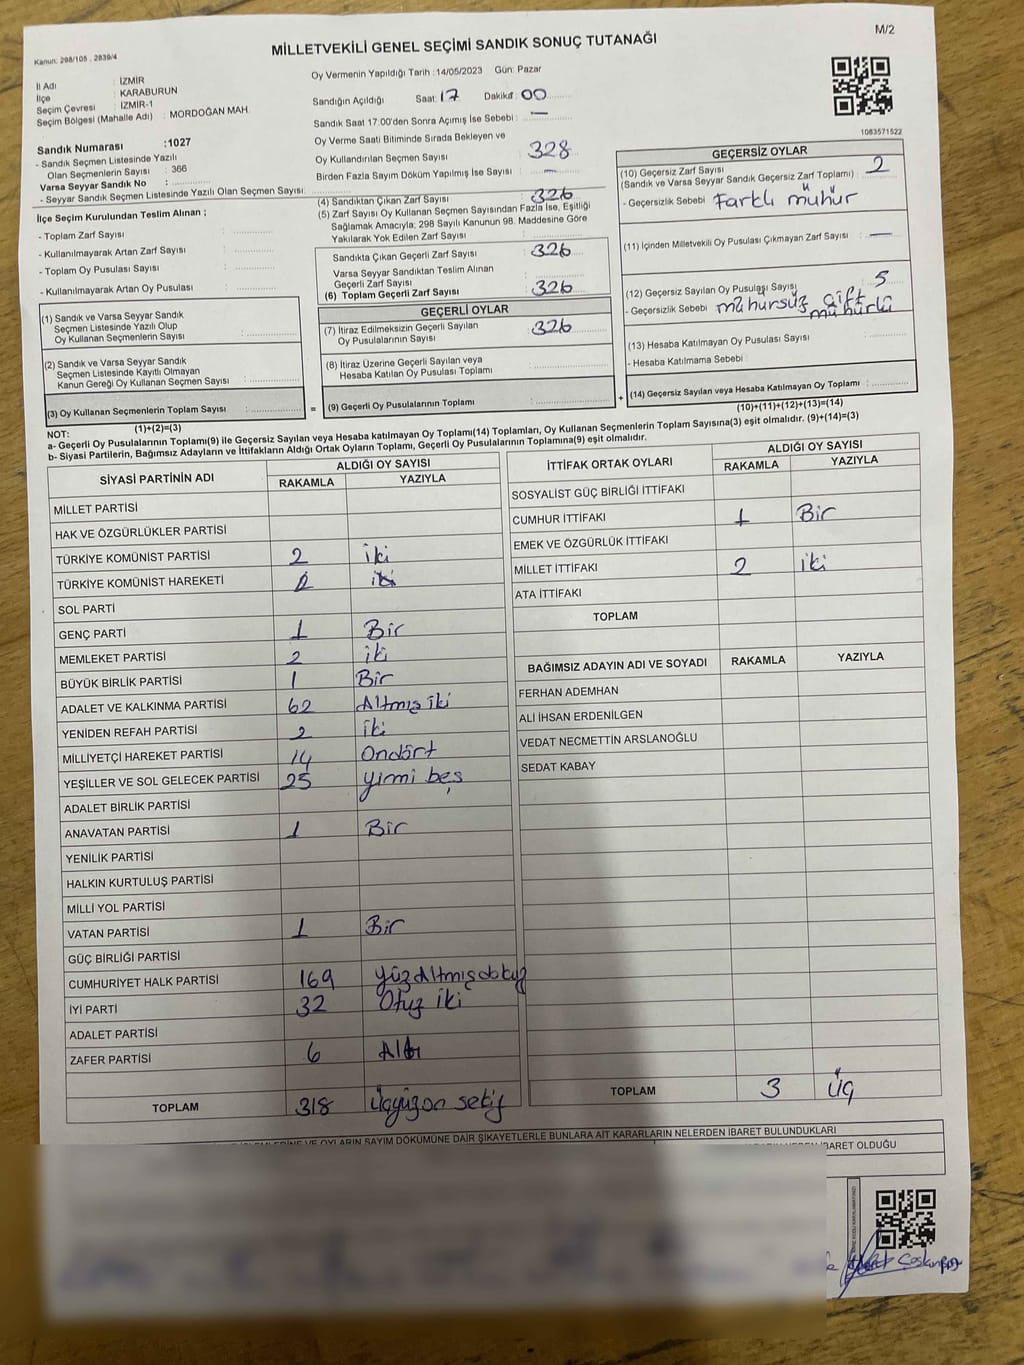 M/2
Kanun: 298/105 , 2839/4
MİLLETVEKİLİ GENEL SEÇİMİ SANDIK SONUÇ TUTANAĞI
İl Adı : İZMİR
İlçe : KARABURUN
Seçim Çevresi : İZMİR-1
Seçim Bölgesi (Mahalle Adı) : MORDOĞAN MAH.
Sandık Numarası :1027
- Sandık Seçmen Listesinde Yazılı
Olan Seçmenlerin Sayısı : 366
Varsa Seyyar Sandık No :
- Seyyar Sandık Seçmen Listesinde Yazılı Olan Seçmen Sayısı:
İlçe Seçim Kurulundan Teslim Alınan ;
- Toplam Zarf Sayısı :
- Kullanılmayarak Artan Zarf Sayısı :
- Toplam Oy Pusulası Sayısı :
- Kullanılmayarak Artan Oy Pusulası :
Oy Vermenin Yapıldığı Tarih :14/05/2023 Gün: Pazar
Sandığın Açıldığı Saat: 17 Dakika: 00
Sandık Saat 17.00'den Sonra Açımış İse Sebebi : —
Oy Verme Saati Bitiminde Sırada Bekleyen ve
Oy Kullandırılan Seçmen Sayısı : 328
Birden Fazla Sayım Döküm Yapılmış İse Sayısı : —
(4) Sandıktan Çıkan Zarf Sayısı : 326
(5) Zarf Sayısı Oy Kullanan Seçmen Sayısından Fazla İse, Eşitliği
Sağlamak Amacıyla; 298 Sayılı Kanunun 98. Maddesine Göre
Yakılarak Yok Edilen Zarf Sayısı :
Sandıkta Çıkan Geçerli Zarf Sayısı : 326
Varsa Seyyar Sandıktan Teslim Alınan
Geçerli Zarf Sayısı :
(6) Toplam Geçerli Zarf Sayısı : 326
1083571522
GEÇERSİZ OYLAR
(10) Geçersiz Zarf Sayısı
(Sandık ve Varsa Seyyar Sandık Geçersiz Zarf Toplamı) : 2
- Geçersizlik Sebebi Farklı mühür
(11) İçinden Milletvekili Oy Pusulası Çıkmayan Zarf Sayısı : —
(12) Geçersiz Sayılan Oy Pusulası Sayısı : 5
- Geçersizlik Sebebi mühürsüz çift
mühürlü
(13) Hesaba Katılmayan Oy Pusulası Sayısı :
- Hesaba Katılmama Sebebi
(14) Geçersiz Sayılan veya Hesaba Katılmayan Oy Toplamı :
(10)+(11)+(12)+(13)=(14)
(1) Sandık ve Varsa Seyyar Sandık
Seçmen Listesinde Yazılı Olup
Oy Kullanan Seçmenlerin Sayısı :
(2) Sandık ve Varsa Seyyar Sandık
Seçmen Listesinde Kayıtlı Olmayan
Kanun Gereği Oy Kullanan Seçmen Sayısı :
(3) Oy Kullanan Seçmenlerin Toplam Sayısı :
(1)+(2)=(3)
GEÇERLİ OYLAR
(7) İtiraz Edilmeksizin Geçerli Sayılan
Oy Pusulalarının Sayısı : 326
(8) İtiraz Üzerine Geçerli Sayılan veya
Hesaba Katılan Oy Pusulası Toplamı :
= (9) Geçerli Oy Pusulalarının Toplamı : +
NOT:
a- Geçerli Oy Pusulalarının Toplamı(9) ile Geçersiz Sayılan veya Hesaba katılmayan Oy Toplamı(14) Toplamları, Oy Kullanan Seçmenlerin Toplam Sayısına(3) eşit olmalıdır. (9)+(14)=(3)
b- Siyasi Partilerin, Bağımsız Adayların ve İttifakların Aldığı Ortak Oyların Toplamı, Geçerli Oy Pusulalarının Toplamına(9) eşit olmalıdır.
SİYASİ PARTİNİN ADI ALDIĞI OY SAYISI
RAKAMLA YAZIYLA
MİLLET PARTİSİ
HAK VE ÖZGÜRLÜKLER PARTİSİ
TÜRKİYE KOMÜNİST PARTİSİ 2 iki
TÜRKİYE KOMÜNİST HAREKETİ
SOL PARTİ
GENÇ PARTİ 1 Bir
MEMLEKET PARTİSİ 2 iki
BÜYÜK BİRLİK PARTİSİ 1 Bir
ADALET VE KALKINMA PARTİSİ 62 Altmış iki
YENİDEN REFAH PARTİSİ 2 iki
MİLLİYETÇİ HAREKET PARTİSİ 14 Ondört
YEŞİLLER VE SOL GELECEK PARTİSİ 25 yirmi beş
ADALET BİRLİK PARTİSİ
ANAVATAN PARTİSİ 1 Bir
YENİLİK PARTİSİ
HALKIN KURTULUŞ PARTİSİ
MİLLİ YOL PARTİSİ
VATAN PARTİSİ 1 Bir
GÜÇ BİRLİĞİ PARTİSİ
CUMHURİYET HALK PARTİSİ 169 yüzAltmışdokuz
İYİ PARTİ 32 Otuz iki
ADALET PARTİSİ
ZAFER PARTİSİ 6 Altı
TOPLAM 318 Üçyüzon sekiz
İTTİFAK ORTAK OYLARI ALDIĞI OY SAYISI
RAKAMLA YAZIYLA
SOSYALİST GÜÇ BİRLİĞİ İTTİFAKI
CUMHUR İTTİFAKI 1 Bir
EMEK VE ÖZGÜRLÜK İTTİFAKI
MİLLET İTTİFAKI 2 iki
ATA İTTİFAKI
TOPLAM
BAĞIMSIZ ADAYIN ADI VE SOYADI RAKAMLA YAZIYLA
FERHAN ADEMHAN
ALİ İHSAN ERDENİLGEN
VEDAT NECMETTİN ARSLANOĞLU
SEDAT KABAY
TOPLAM 3 üç
VE OYLARIN SAYIM DÖKÜMÜNE DAİR ŞİKAYETLERLE BUNLARA AİT KARARLARIN NELERDEN İBARET BULUNDUKLARI
İBARET OLDUĞU